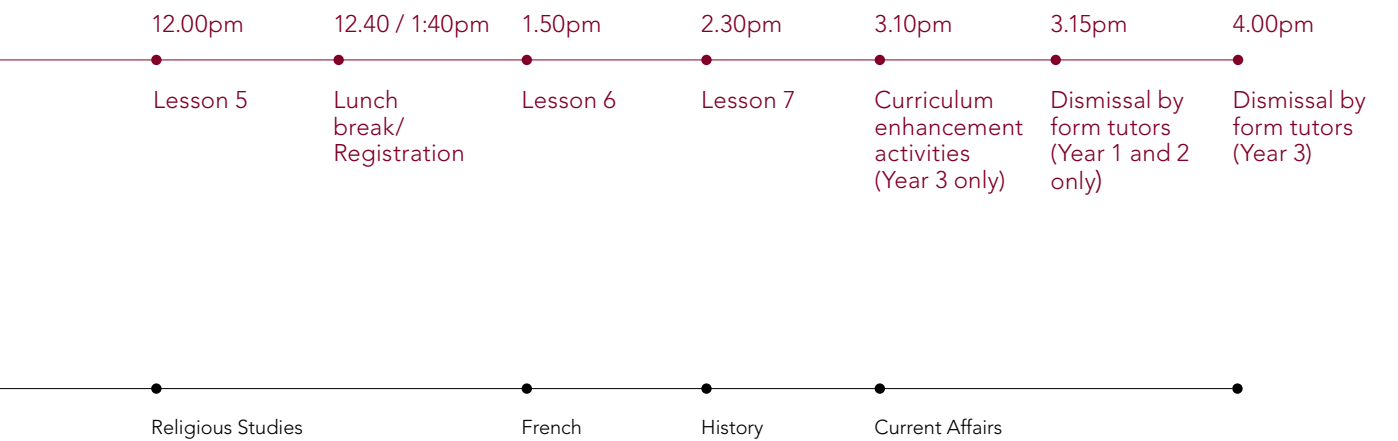 12.00pm
12.40 / 1:40pm
1.50pm
2.30pm
3.10pm
3.15pm
4.00pm
Lesson 5
Lunch
break/
Registration
Lesson 6
Lesson 7
Curriculum
enhancement
activities
(Year 3 only)
Dismissal by
form tutors
(Year 1 and 2
only)
Dismissal by
form tutors
(Year 3)
Religious Studies
French
History
Current Affairs